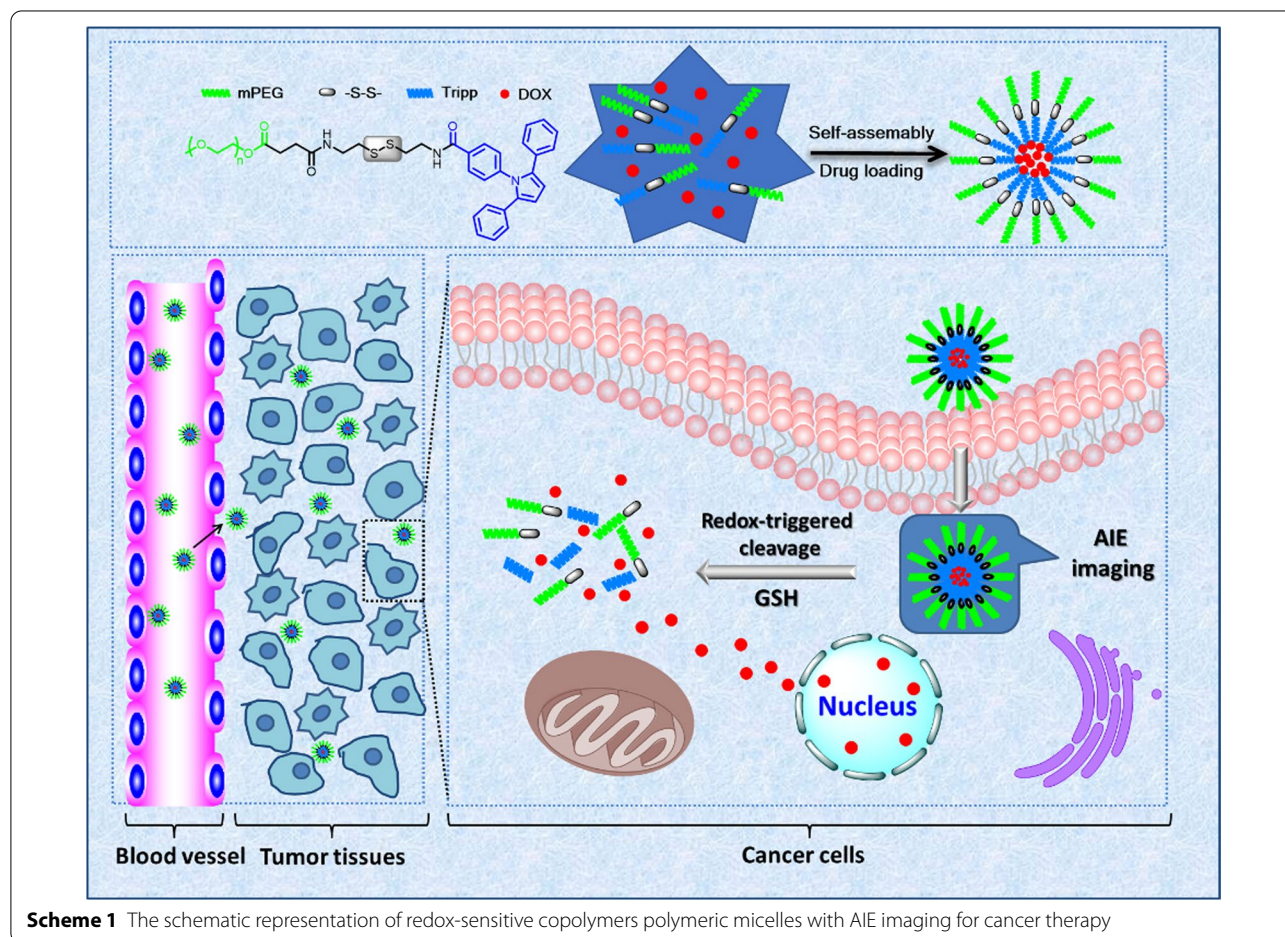 mPEG -S-S- Tripp DOX
O
O n O
O
H N
S S
N H
O
N
Self-assemably
Drug loading
Redox-triggered
cleavage
GSH
AIE
imaging
Nucleus
Blood vessel Tumor tissues Cancer cells
Scheme 1 The schematic representation of redox-sensitive copolymers polymeric micelles with AIE imaging for cancer therapy